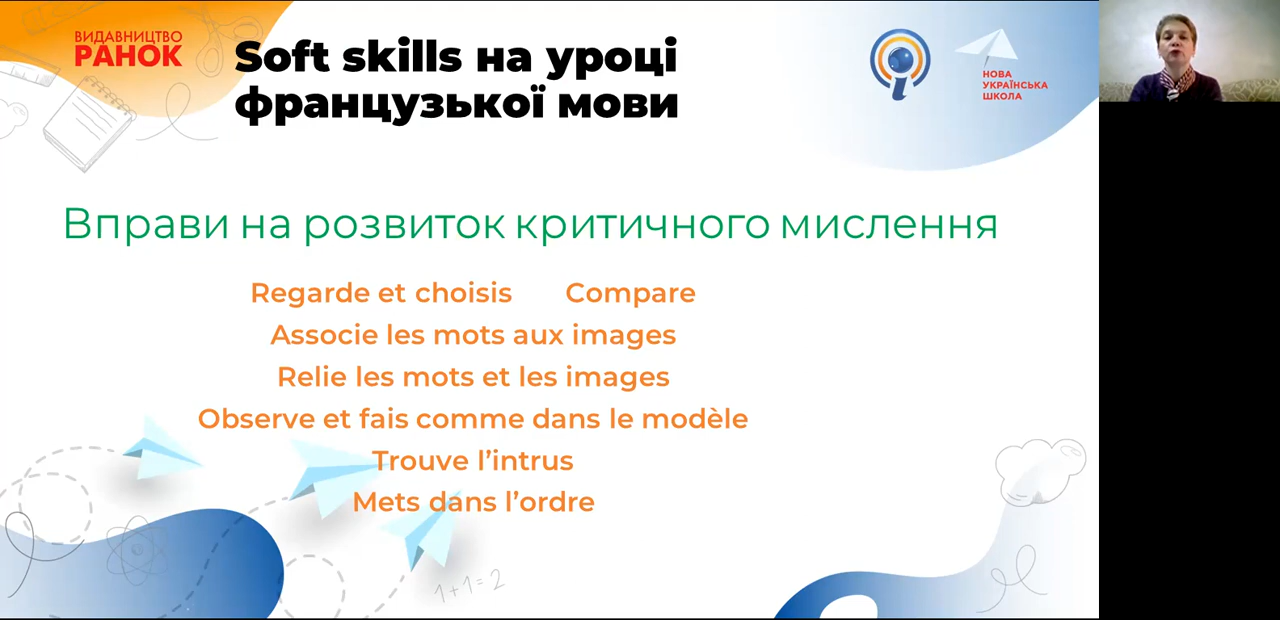 ВИДАВНИЦТВО
РАНОК
Soft skills на уроці
французької мови
НОВА
УКРАЇНСЬКА
ШКОЛА
Вправи на розвиток критичного мислення
Regarde et choisis Compare
Associe les mots aux images
Relie les mots et les images
Observe et fais comme dans le modèle
Trouve l’intrus
Mets dans l’ordre
1+1=2